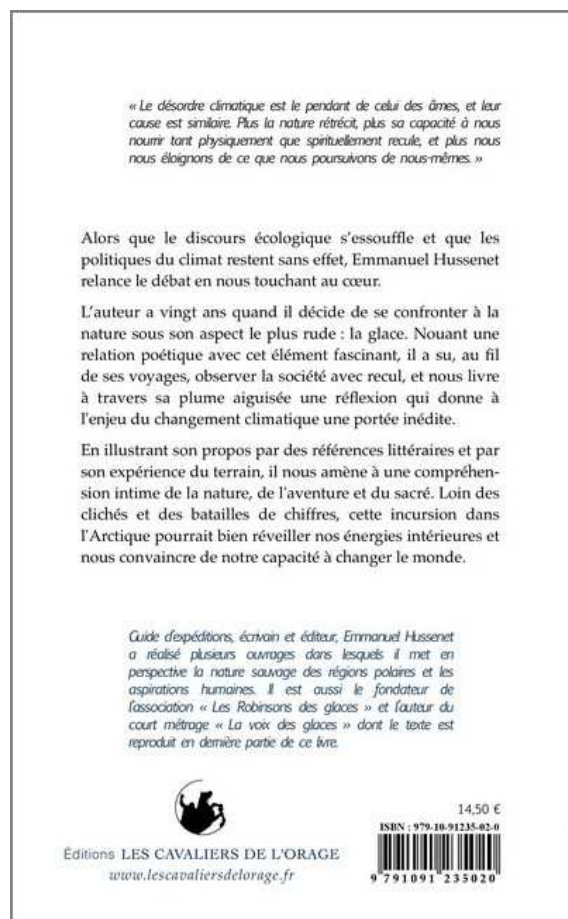 « Le désordre climatique est le pendant de celui des âmes, et leur
cause est similaire. Plus la nature rétrécit, plus sa capacité à nous
nourrir tant physiquement que spirituellement recule, et plus nous
nous éloignons de ce que nous poursuivons de nous-mêmes. »
Alors que le discours écologique s'essouffle et que les
politiques du climat restent sans effet, Emmanuel Hussenet
relance le débat en nous touchant au cœur.
L'auteur a vingt ans quand il décide de se confronter à la
nature sous son aspect le plus rude : la glace. Nouant une
relation poétique avec cet élément fascinant, il a su, au fil
de ses voyages, observer la société avec recul, et nous livre
à travers sa plume aiguisée une réflexion qui donne à
l'enjeu du changement climatique une portée inédite.
En illustrant son propos par des références littéraires et par
son expérience du terrain, il nous amène à une compréhen-
sion intime de la nature, de l'aventure et du sacré. Loin des
clichés et des batailles de chiffres, cette incursion dans
l'Arctique pourrait bien réveiller nos énergies intérieures et
nous convaincre de notre capacité à changer le monde.
Guide d'expéditions, écrivain et éditeur, Emmanuel Hussenet
a réalisé plusieurs ouvrages dans lesquels il met en
perspective la nature sauvage des régions polaires et les
aspirations humaines. Il est aussi le fondateur de
l'association « Les Robinsons des glaces » et l'auteur du
court métrage « La voix des glaces » dont le texte est
reproduit en dernière partie de ce livre.
14,50 €
ISBN : 979-10-91235-02-0
Éditions LES CAVALIERS DE L'ORAGE
www.lescavaliersdelorage.fr
9 791091 235020